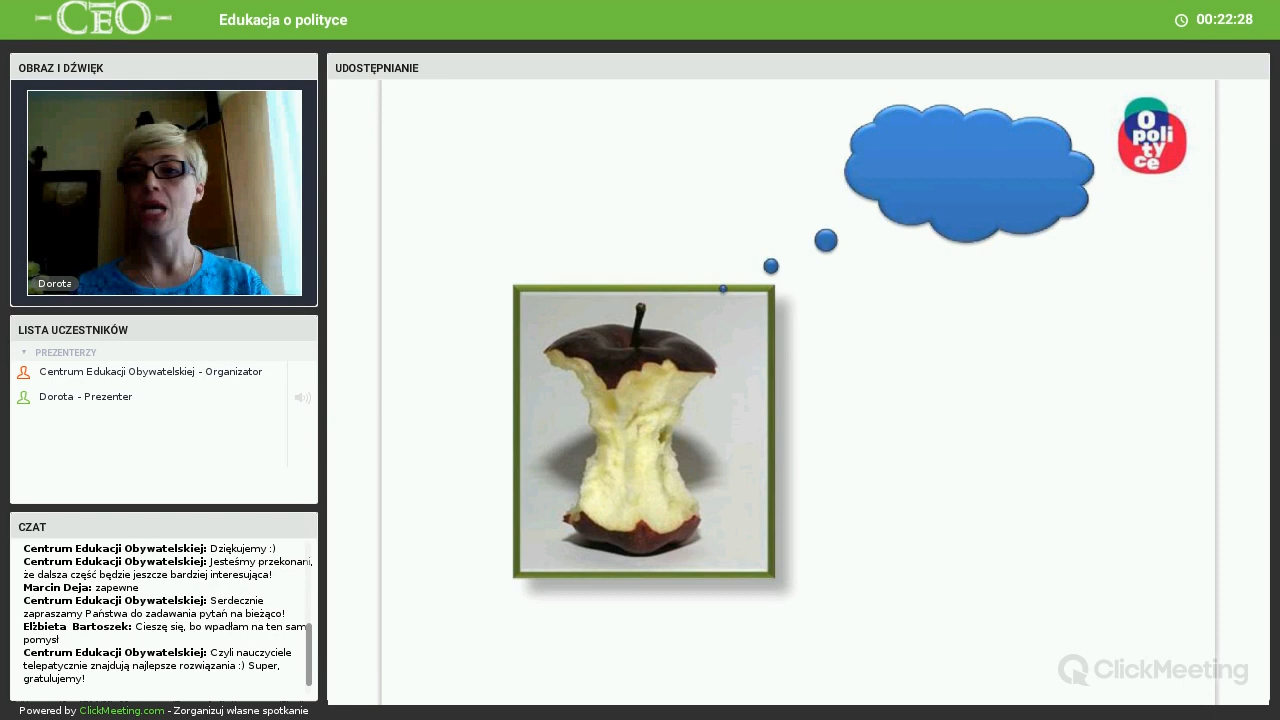 CEO
Edukacja o polityce
00:22:28
OBRAZ I DŹWIĘK
Dorota
LISTA UCZESTNIKÓW
PREZENTERZY
Centrum Edukacji Obywatelskiej - Organizator
Dorota - Prezenter
CZAT
Centrum Edukacji Obywatelskiej: Dziękujemy :)
Centrum Edukacji Obywatelskiej: Jesteśmy przekonani,
że dalsza część będzie jeszcze bardziej interesująca!
Marcin Deja: zapewne
Centrum Edukacji Obywatelskiej: Serdecznie
zapraszamy Państwa do zadawania pytań na bieżąco!
Elżbieta Bartoszek: Cieszę się, bo wpadłam na ten sam
pomysł
Centrum Edukacji Obywatelskiej: Czyli nauczyciele
telepatycznie znajdują najlepsze rozwiązania :) Super,
gratulujemy!
Powered by ClickMeeting.com - Zorganizuj własne spotkanie
UDOSTĘPNIANIE
O
poli
ty
ce
ClickMeeting